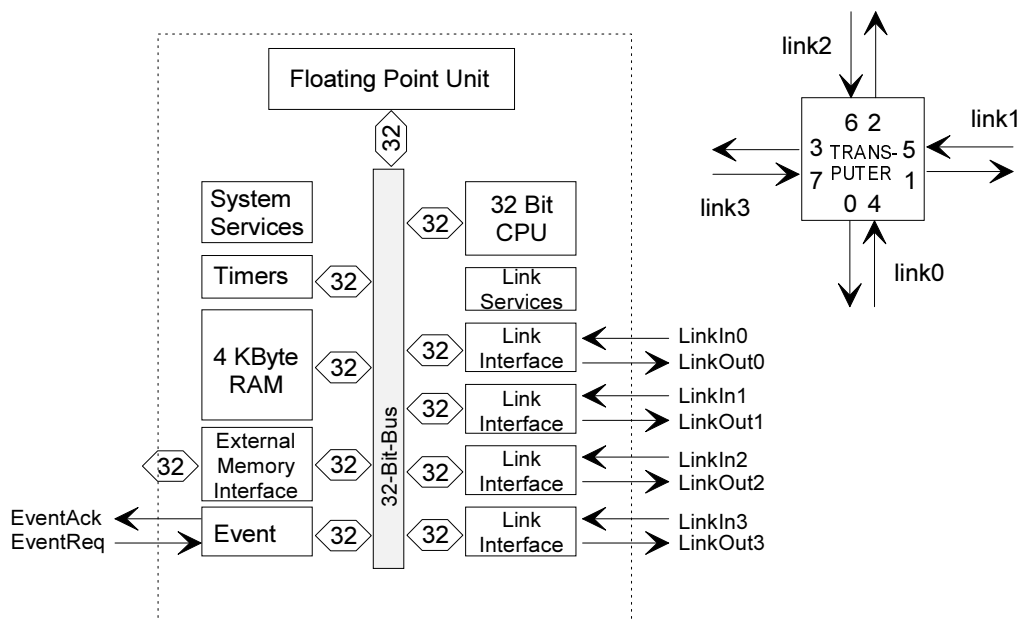 Floating Point Unit
32
System
Services
32
32 Bit
CPU
Timers
32
Link
Services
4 KByte
RAM
32
32
Link
Interface
LinkIn0
LinkOut0
32
Link
Interface
LinkIn1
LinkOut1
32
External
Memory
Interface
32
32
Link
Interface
LinkIn2
LinkOut2
EventAck
EventReq
Event
32
32
Link
Interface
LinkIn3
LinkOut3
32-Bit-Bus
link2
link1
6 2
3 TRANS- 5
7 PUTER 1
0 4
link3
link0